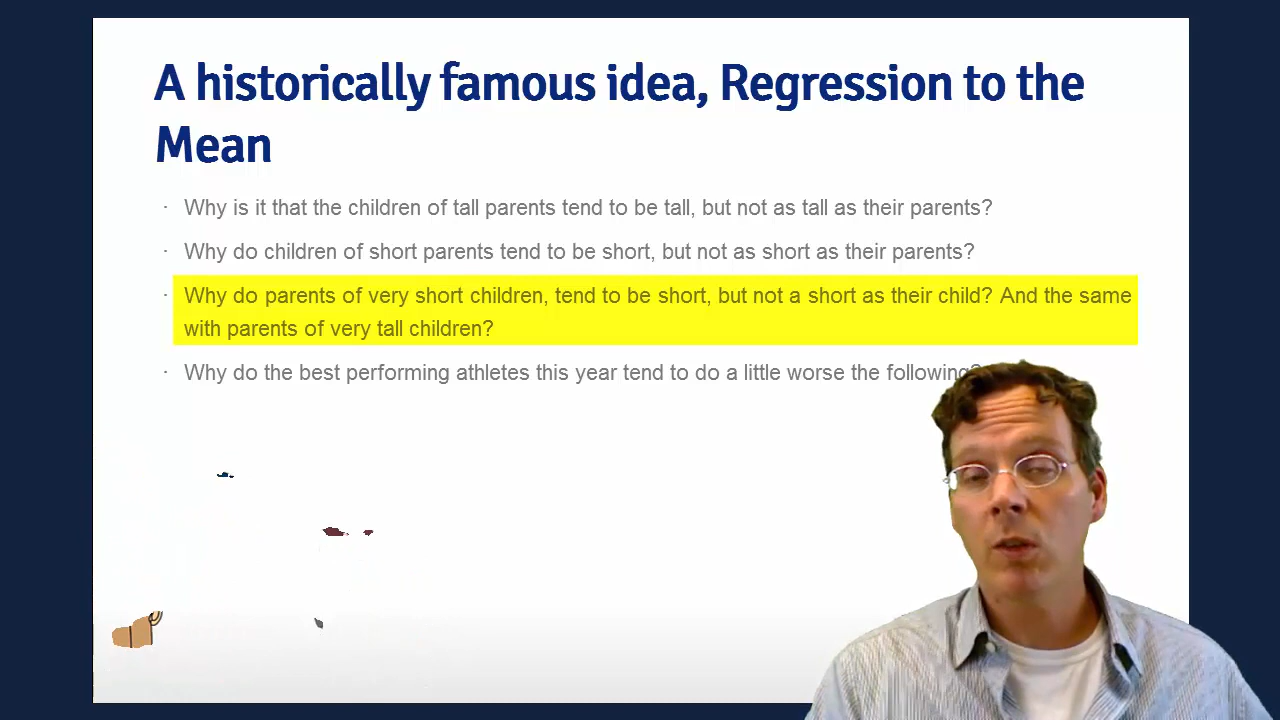 A historically famous idea, Regression to the
Mean
· Why is it that the children of tall parents tend to be tall, but not as tall as their parents?
· Why do children of short parents tend to be short, but not as short as their parents?
· Why do parents of very short children, tend to be short, but not a short as their child? And the same
with parents of very tall children?
· Why do the best performing athletes this year tend to do a little worse the following?